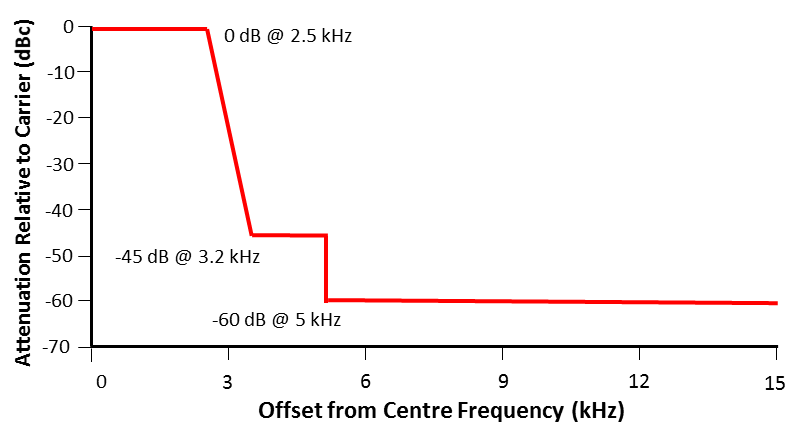 Attenuation Relative to Carrier (dBc)
0
-10
-20
-30
-40
-50
-60
-70
0 dB @ 2.5 kHz
-45 dB @ 3.2 kHz
-60 dB @ 5 kHz
0
3
6
9
12
15
Offset from Centre Frequency (kHz)